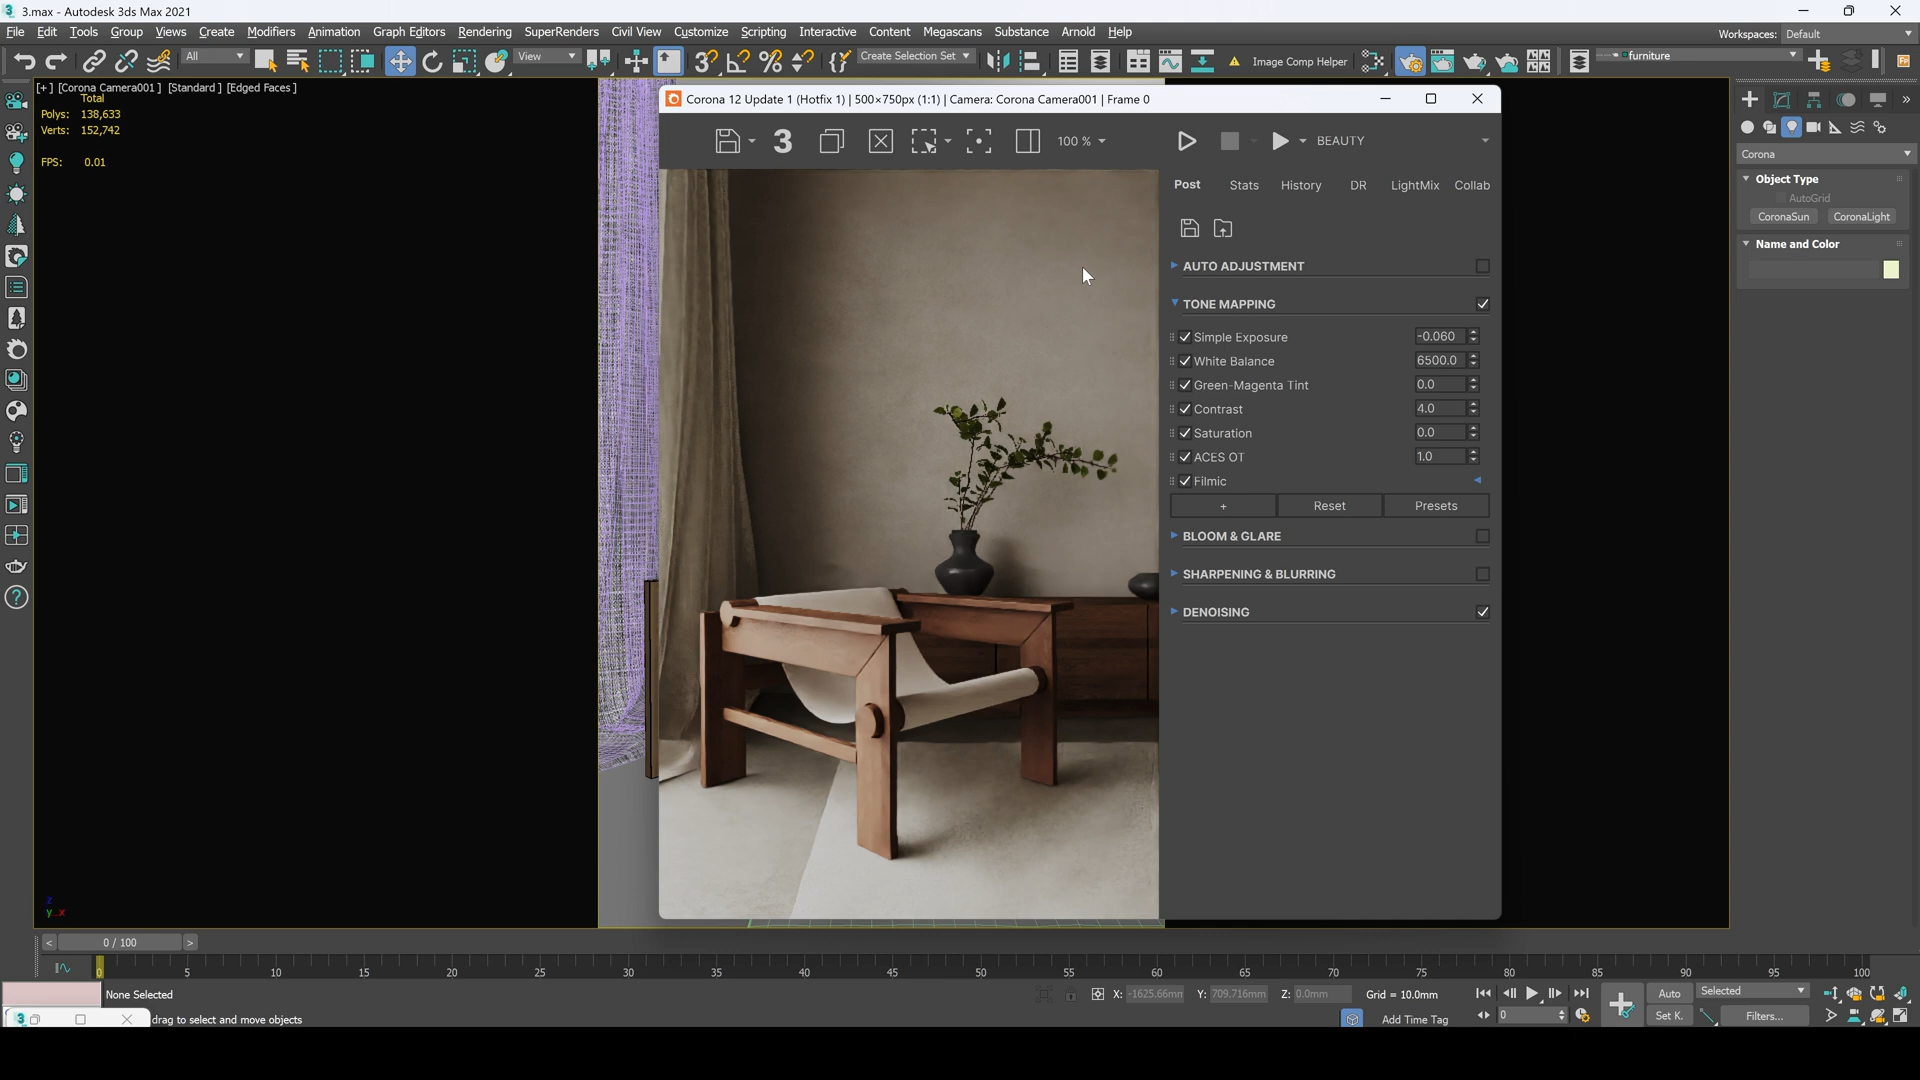 3.max - Autodesk 3ds Max 2021
File Edit Tools Group Views Create Modifiers Animation Graph Editors Rendering SuperRenders Civil View Customize Scripting Interactive Content Megascans Substance Arnold Help
Workspaces: Default
All
View
Create Selection Set
Image Comp Helper
furniture
[+] [Corona Camera001] [Standard] [Edged Faces]
Total
Polys: 138,633
Verts: 152,742
FPS: 0.01
Corona 12 Update 1 (Hotfix 1) | 500×750px (1:1) | Camera: Corona Camera001 | Frame 0
3
100 %
BEAUTY
Post Stats History DR LightMix Collab
AUTO ADJUSTMENT
TONE MAPPING
Simple Exposure -0.060
White Balance 6500.0
Green-Magenta Tint 0.0
Contrast 4.0
Saturation 0.0
ACES OT 1.0
Filmic
+ Reset Presets
BLOOM & GLARE
SHARPENING & BLURRING
DENOISING
Corona
Object Type
AutoGrid
CoronaSun CoronaLight
Name and Color
z
y x
< 0 / 100 >
0 5 10 15 20 25 30 35 40 45 50 55 60 65 70 75 80 85 90 95 100
None Selected
X: -1625.66mm Y: 709.716mm Z: 0.0mm Grid = 10.0mm
Auto Selected
drag to select and move objects
Add Time Tag
0
Set K. Filters...